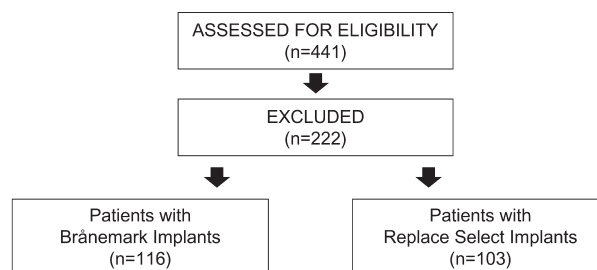 ASSESSED FOR ELIGIBILITY
(n=441)
EXCLUDED
(n=222)
Patients with
Brånemark Implants
(n=116)
Patients with
Replace Select Implants
(n=103)